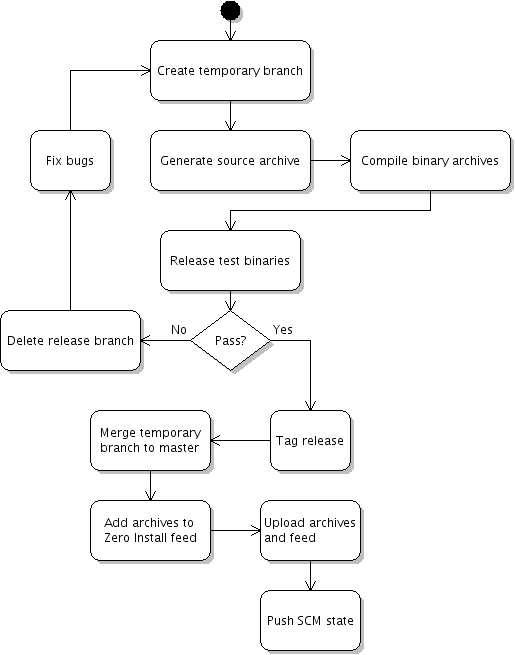 Create temporary branch
Fix bugs
Generate source archive
Compile binary archives
Release test binaries
Delete release branch
No
Pass?
Yes
Merge temporary
branch to master
Tag release
Add archives to
Zero Install feed
Upload archives
and feed
Push SCM state